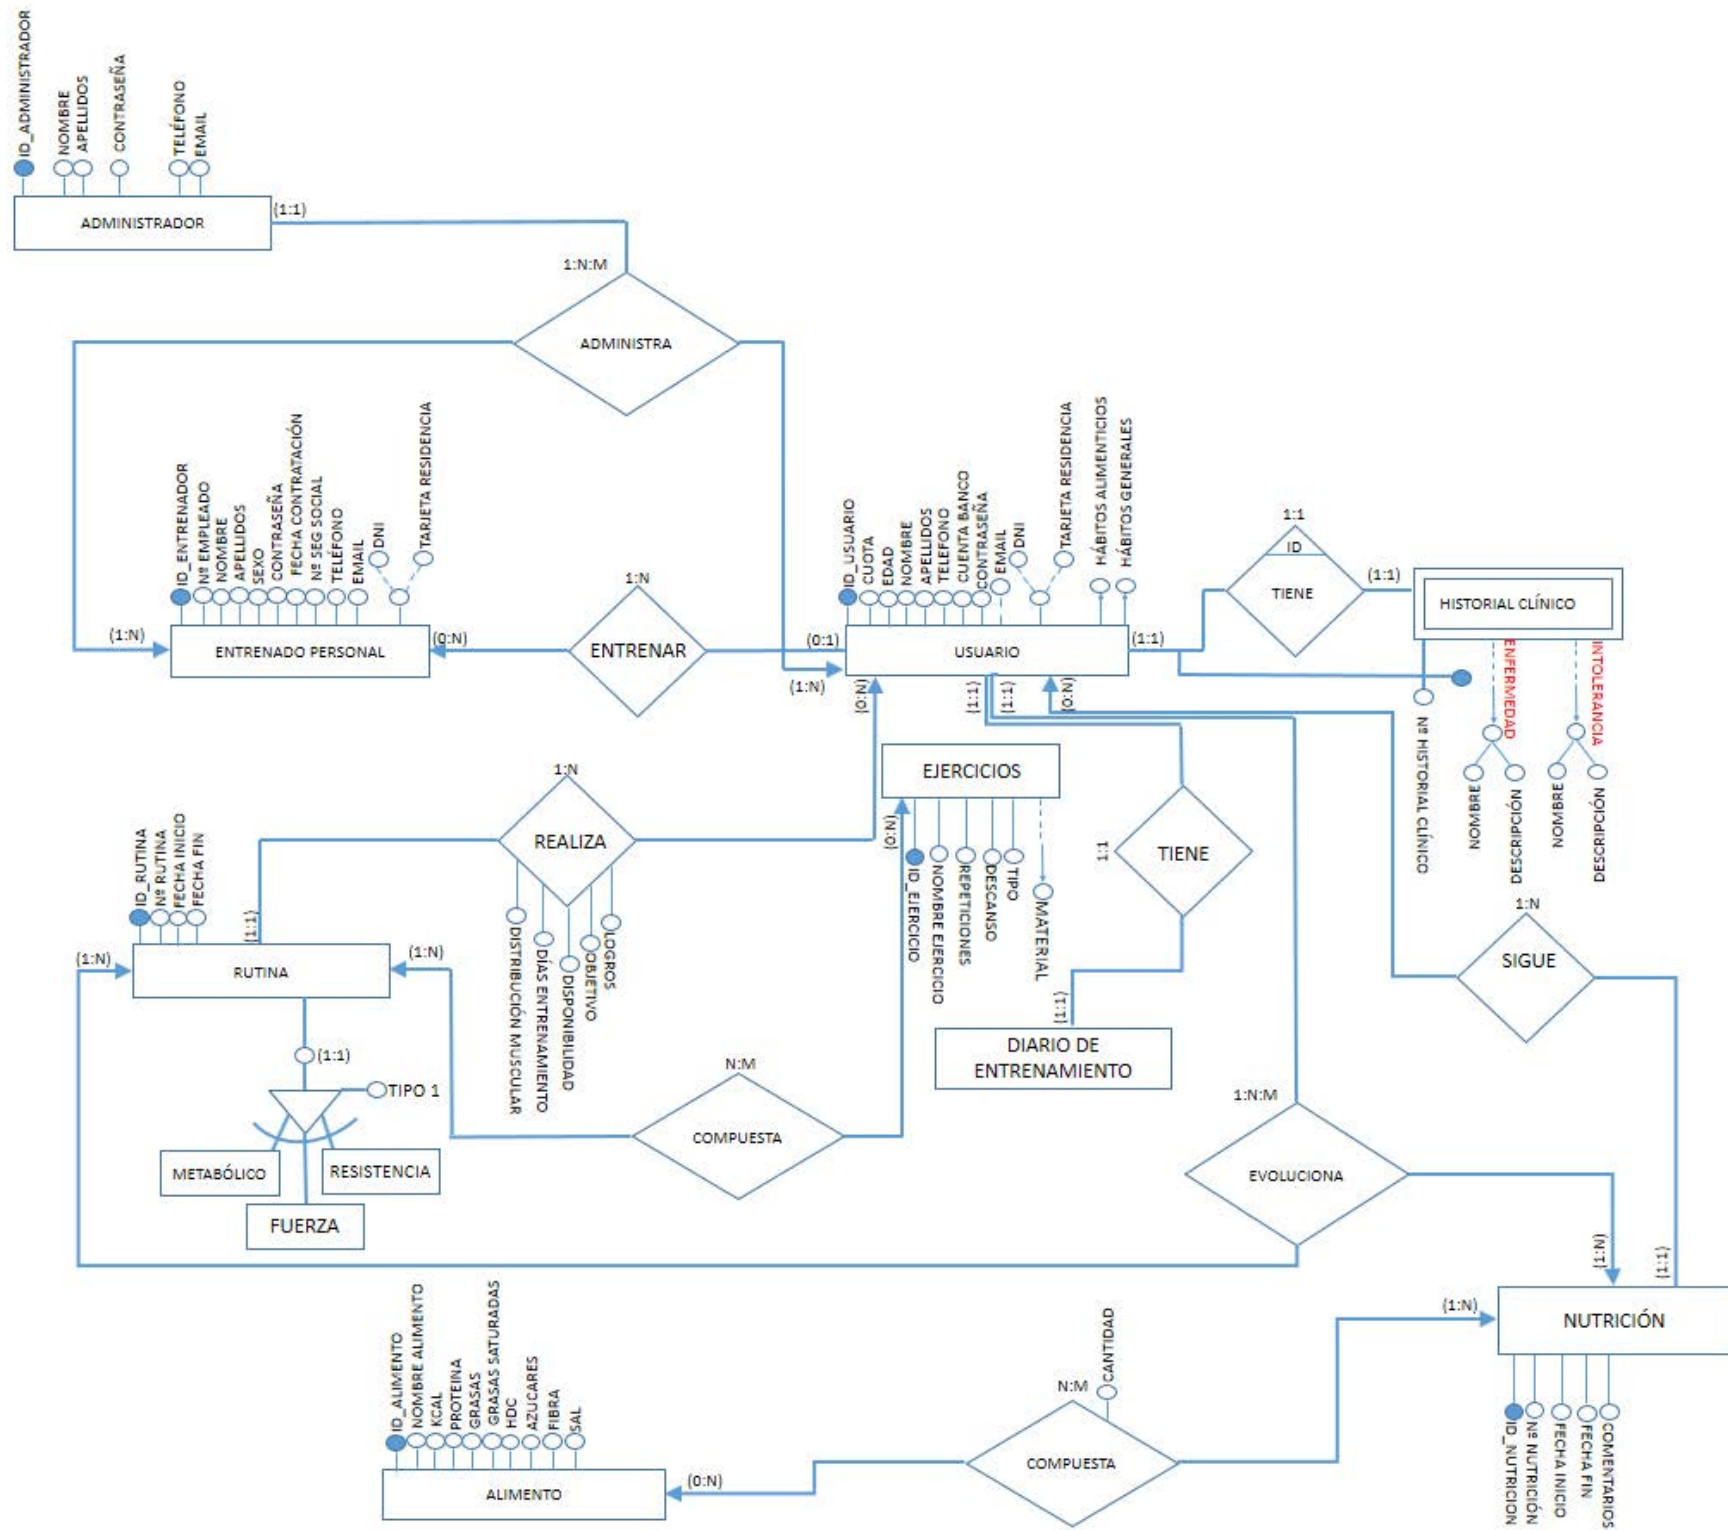 ID_ADMINISTRADOR
NOMBRE
APELLIDOS
CONTRASEÑA
TELÉFONO
EMAIL
ADMINISTRADOR
(1:1)
1:N:M
ADMINISTRA
ID_ENTRENADOR
Nº EMPLEADO
NOMBRE
APELLIDOS
SEXO
CONTRASEÑA
FECHA CONTRATACIÓN
Nº SEG SOCIAL
TELÉFONO
EMAIL
DNI
TARJETA RESIDENCIA
(1:N)
ENTRENADO PERSONAL
(0:N)
1:N
ENTRENAR
ID_USUARIO
CUOTA
EDAD
NOMBRE
APELLIDOS
TELEFONO
CUENTA BANCO
CONTRASEÑA
EMAIL
DNI
TARJETA RESIDENCIA
HÁBITOS ALIMENTICIOS
HÁBITOS GENERALES
(0:1)
USUARIO
(1:1)
(1:N)
(0:N)
(1:1)
(1:1)
(0:N)
1:1
ID
TIENE
(1:1)
HISTORIAL CLÍNICO
Nº HISTORIAL CLÍNICO
ENFERMEDAD
NOMBRE
DESCRIPCIÓN
INTOLERANCIA
NOMBRE
DESCRIPCIÓN
1:N
REALIZA
DISTRIBUCIÓN MUSCULAR
DÍAS ENTRENAMIENTO
DISPONIBILIDAD
OBJETIVO
LOGROS
EJERCICIOS
(0:N)
ID_EJERCICIO
NOMBRE EJERCICIO
REPETICIONES
DESCANSO
TIPO
MATERIAL
1:1
TIENE
(1:1)
DIARIO DE
ENTRENAMIENTO
1:N
SIGUE
ID_RUTINA
Nº RUTINA
FECHA INICIO
FECHA FIN
(1:1)
(1:N)
RUTINA
(1:N)
(1:1)
TIPO 1
METABÓLICO
RESISTENCIA
FUERZA
N:M
COMPUESTA
1:N:M
EVOLUCIONA
(1:N)
(1:1)
NUTRICIÓN
(1:N)
ID_NUTRICION
Nº NUTRICIÓN
FECHA INICIO
FECHA FIN
COMENTARIOS
N:M
CANTIDAD
COMPUESTA
ID_ALIMENTO
NOMBRE ALIMENTO
KCAL
PROTEINA
GRASAS
GRASAS SATURADAS
HDC
AZUCARES
FIBRA
SAL
ALIMENTO
(0:N)